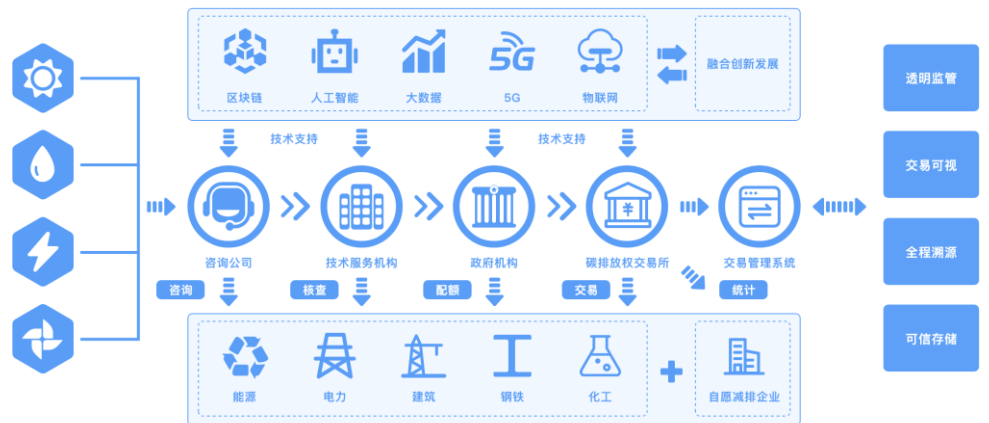 区块链
人工智能
大数据
5G
5G
物联网
融合创新发展
透明监管
技术支持
技术支持
交易可视
咨询公司
技术服务机构
政府机构
¥
碳排放权交易所
交易管理系统
全程溯源
咨询
核查
配额
交易
统计
可信存储
能源
电力
建筑
钢铁
化工
自愿减排企业